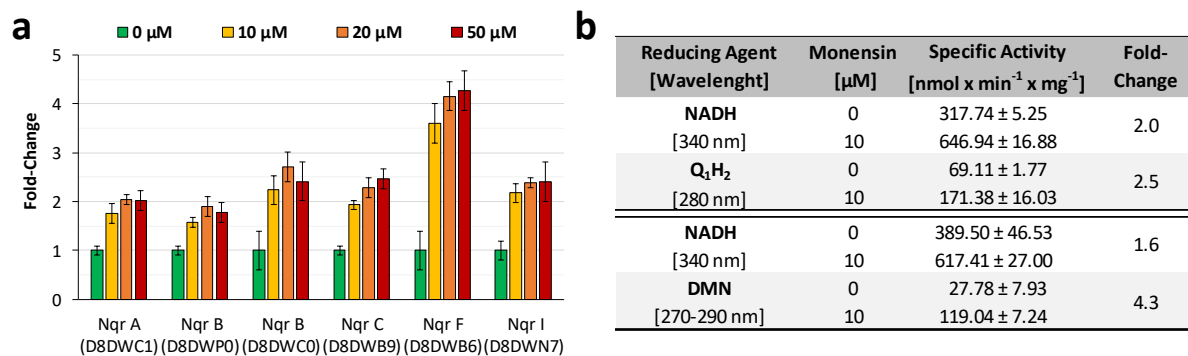 a
0 µM 10 µM 20 µM 50 µM
5
4
3
2
1
0
Fold-Change
Nqr A Nqr B Nqr B Nqr C Nqr F Nqr I
(D8DWC1) (D8DWP0) (D8DWC0) (D8DWB9) (D8DWB6) (D8DWN7)
b
Reducing Agent Monensin Specific Activity Fold-
[Wavelenght] [µM] [nmol x min⁻¹ x mg⁻¹] Change
NADH 0 317.74 ± 5.25 2.0
[340 nm] 10 646.94 ± 16.88
Q₁H₂ 0 69.11 ± 1.77 2.5
[280 nm] 10 171.38 ± 16.03
NADH 0 389.50 ± 46.53 1.6
[340 nm] 10 617.41 ± 27.00
DMN 0 27.78 ± 7.93 4.3
[270-290 nm] 10 119.04 ± 7.24